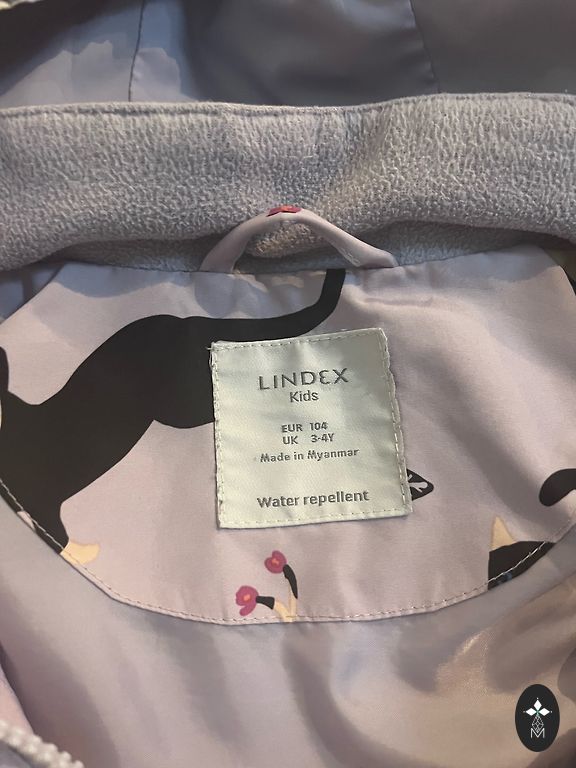 LINDEX
Kids
EUR 104
UK 3-4Y
Made in Myanmar
Water repellent
M